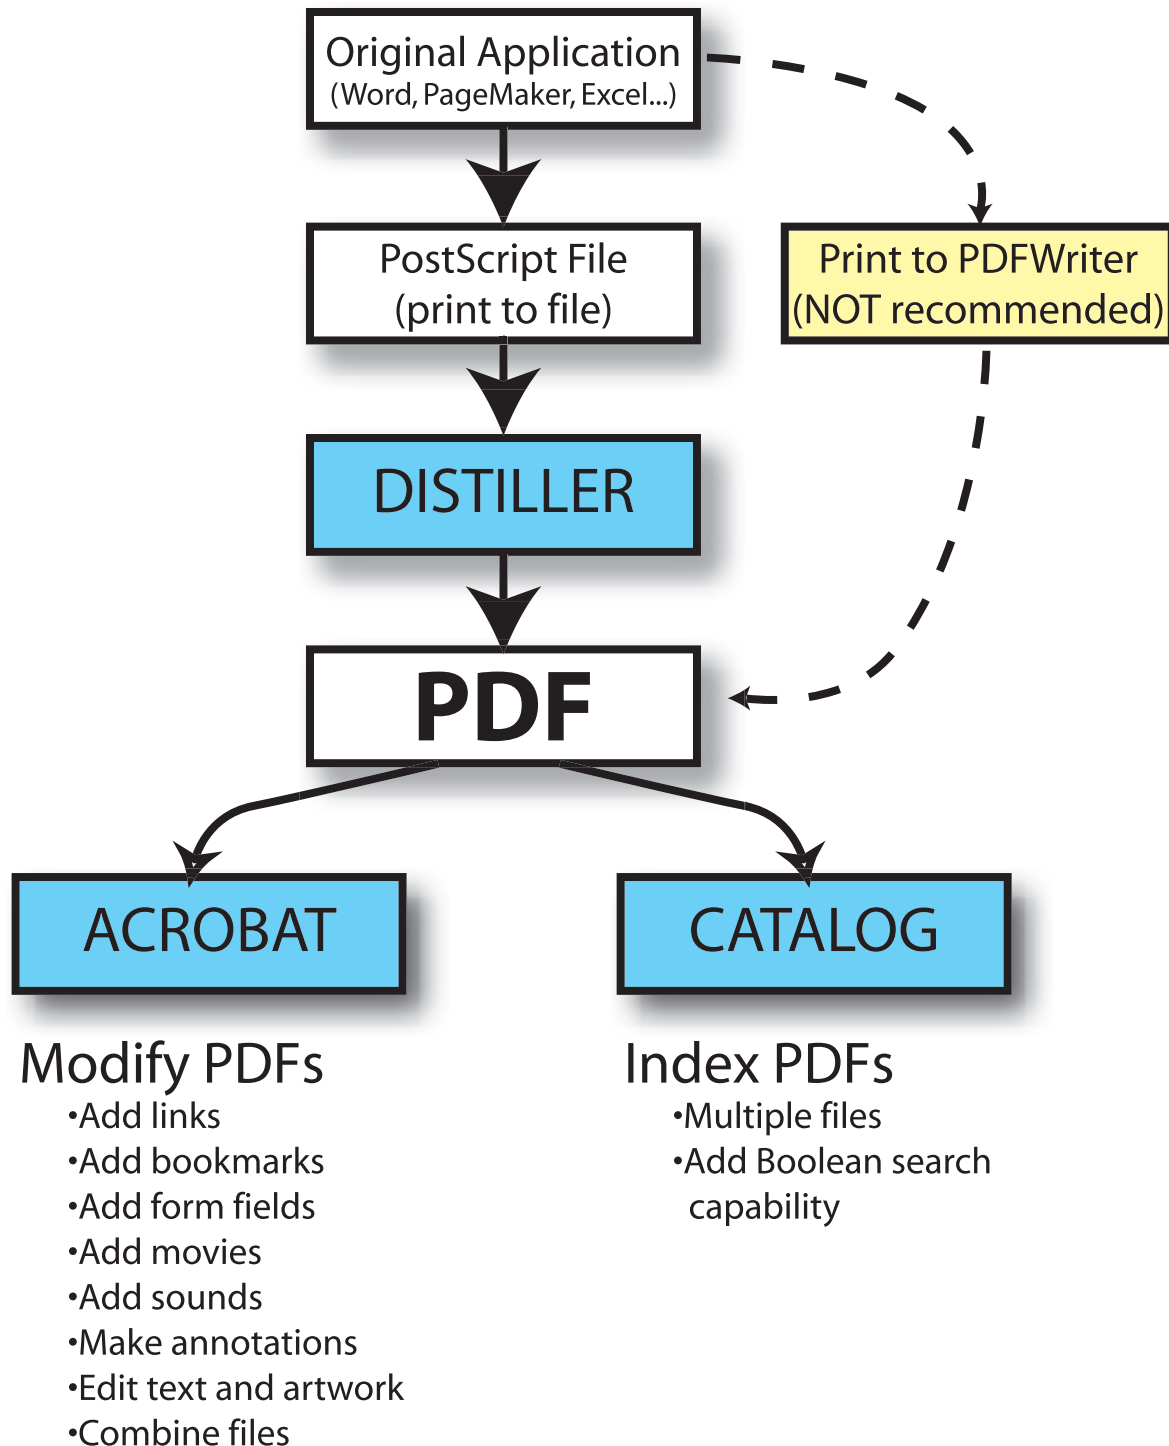 Original Application
(Word, PageMaker, Excel...)
PostScript File
(print to file)
Print to PDFWriter
(NOT recommended)
DISTILLER
PDF
ACROBAT
CATALOG
Modify PDFs
•Add links
•Add bookmarks
•Add form fields
•Add movies
•Add sounds
•Make annotations
•Edit text and artwork
•Combine files
Index PDFs
•Multiple files
•Add Boolean search
capability